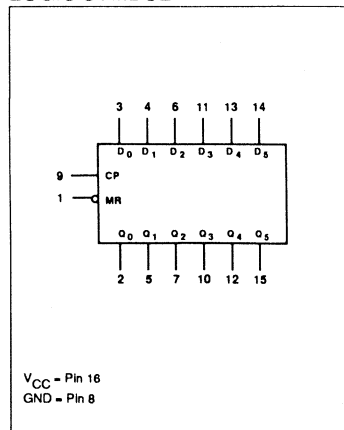 3 4 6 11 13 14
D0 D1 D2 D3 D4 D5
9 CP
1 MR
Q0 Q1 Q2 Q3 Q4 Q5
2 5 7 10 12 15
VCC = Pin 16
GND = Pin 8